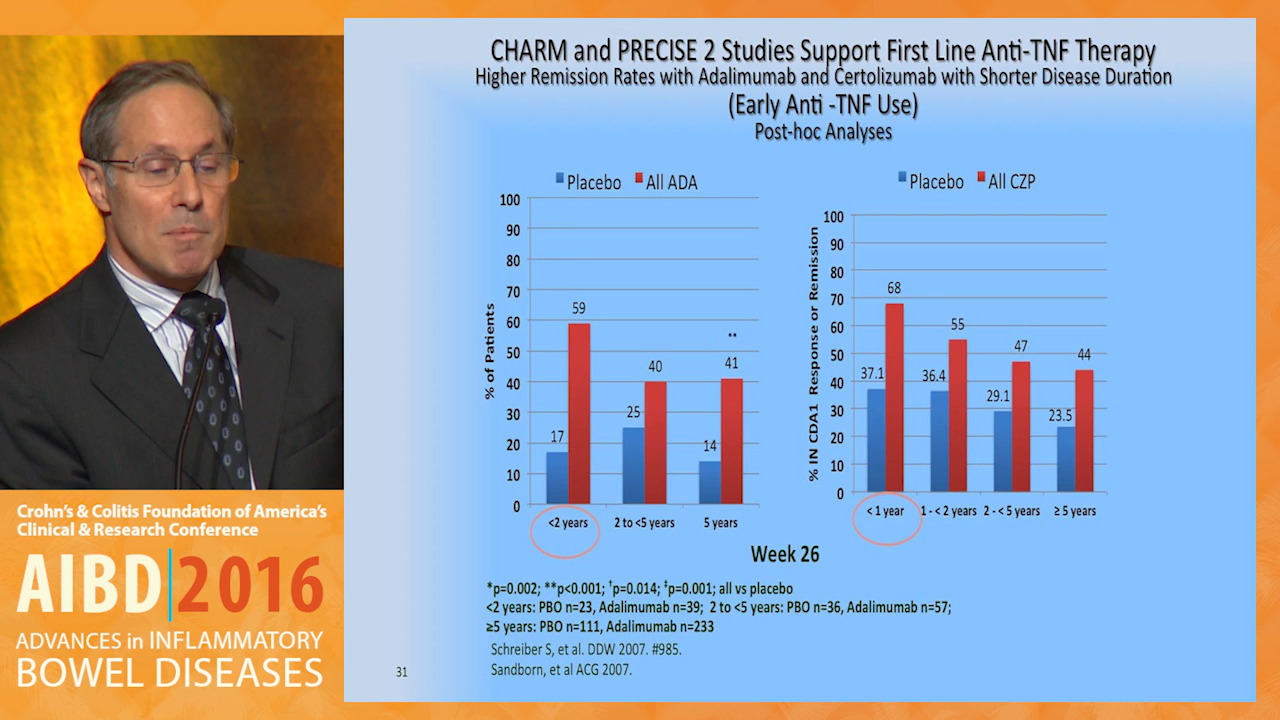 CHARM and PRECISE 2 Studies Support First Line Anti-TNF Therapy
Higher Remission Rates with Adalimumab and Certolizumab with Shorter Disease Duration
(Early Anti -TNF Use)
Post-hoc Analyses
Placebo All ADA
% of Patients
100
90
80
70
60
50
40
30
20
10
0
17
59
25
40
14
41
**
<2 years
2 to <5 years
5 years
Placebo All CZP
% IN CDA1 Response or Remission
100
90
80
70
60
50
40
30
20
10
0
37.1
68
36.4
55
29.1
47
23.5
44
< 1 year
1 - < 2 years
2 - < 5 years
≥ 5 years
Week 26
*p=0.002; **p<0.001; †p=0.014; ‡p=0.001; all vs placebo
<2 years: PBO n=23, Adalimumab n=39; 2 to <5 years: PBO n=36, Adalimumab n=57;
≥5 years: PBO n=111, Adalimumab n=233
Schreiber S, et al. DDW 2007. #985.
Sandborn, et al ACG 2007.
31
Crohn's & Colitis Foundation of America's
Clinical & Research Conference
AIBD 2016
ADVANCES in INFLAMMATORY
BOWEL DISEASES